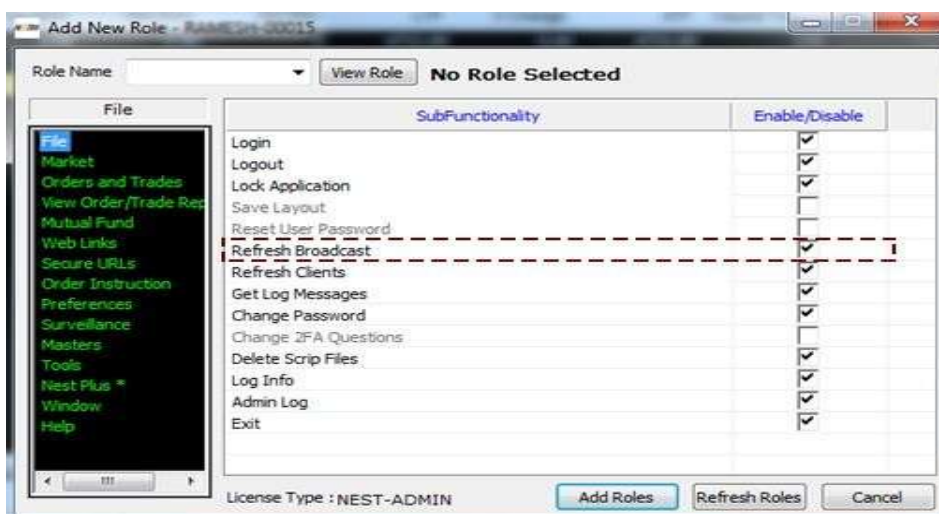 Add New Role - RAMESH-00015
Role Name
View Role
No Role Selected
File
SubFunctionality
Enable/Disable
File
Market
Orders and Trades
View Order/Trade Rep
Mutual Fund
Web Links
Secure URLs
Order Instruction
Preferences
Surveillance
Masters
Tools
Nest Plus *
Window
Help
Login
Logout
Lock Application
Save Layout
Reset User Password
Refresh Broadcast
Refresh Clients
Get Log Messages
Change Password
Change 2FA Questions
Delete Scrip Files
Log Info
Admin Log
Exit
License Type : NEST-ADMIN
Add Roles
Refresh Roles
Cancel